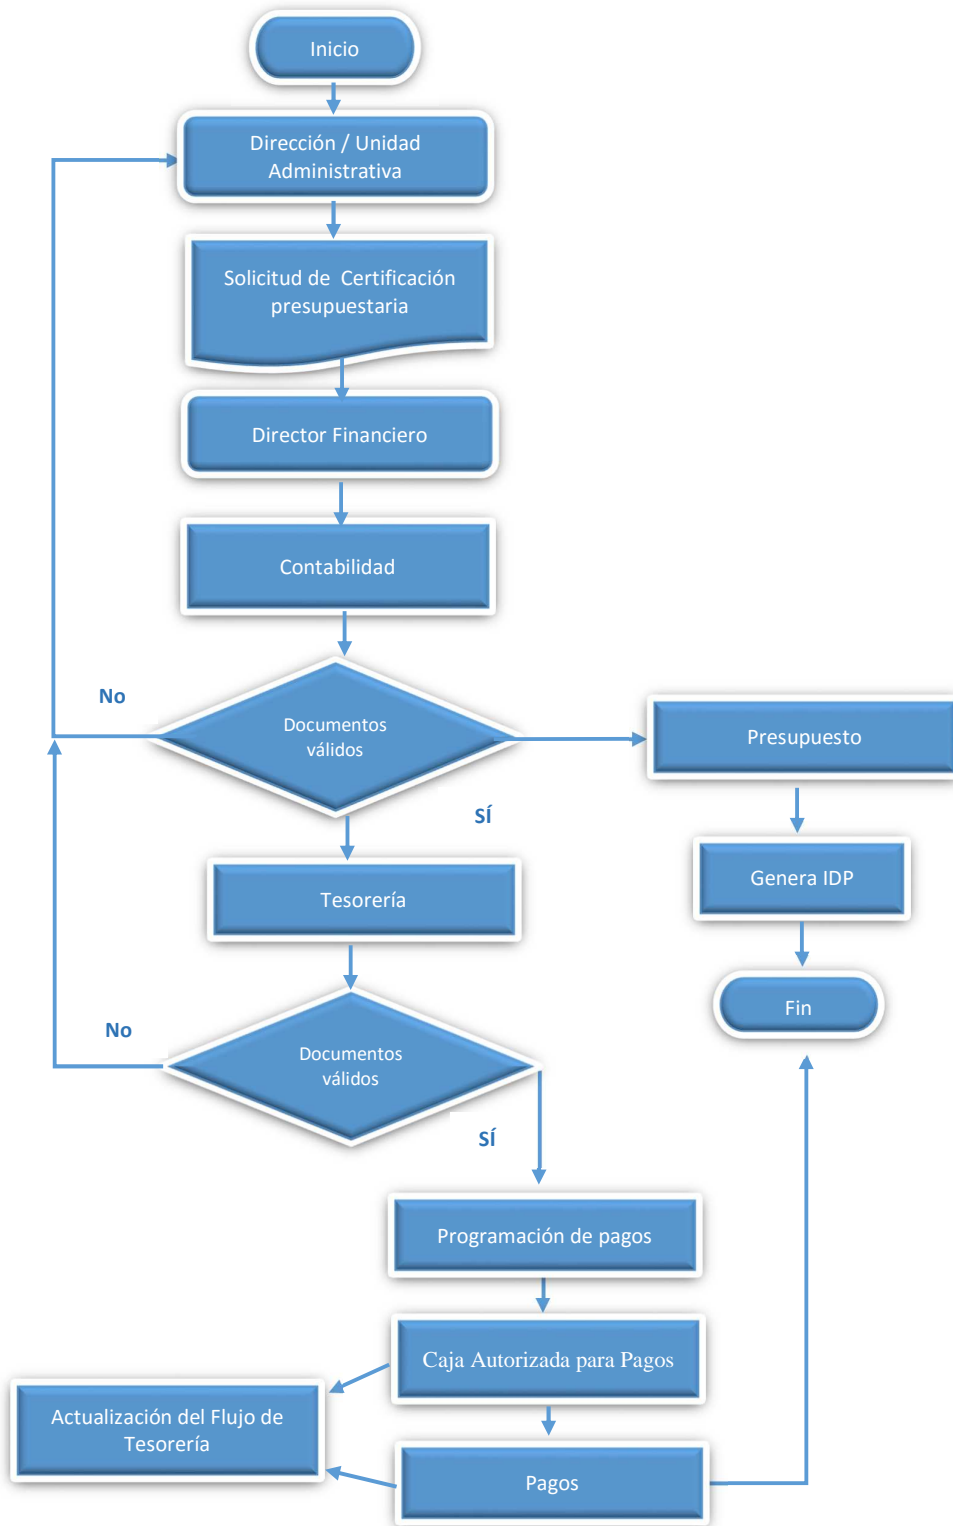 Inicio
Dirección / Unidad
Administrativa
Solicitud de Certificación
presupuestaria
Director Financiero
Contabilidad
No
Documentos
válidos
Presupuesto
SÍ
Tesorería
Genera IDP
Fin
No
Documentos
válidos
SÍ
Programación de pagos
Caja Autorizada para Pagos
Actualización del Flujo de
Tesorería
Pagos